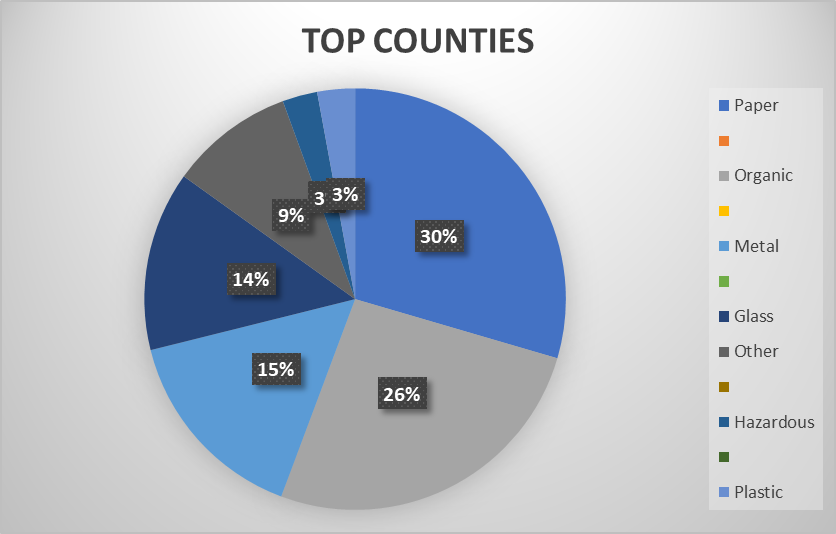 TOP COUNTIES
30%
26%
15%
14%
9%
3
3%
Paper
Organic
Metal
Glass
Other
Hazardous
Plastic